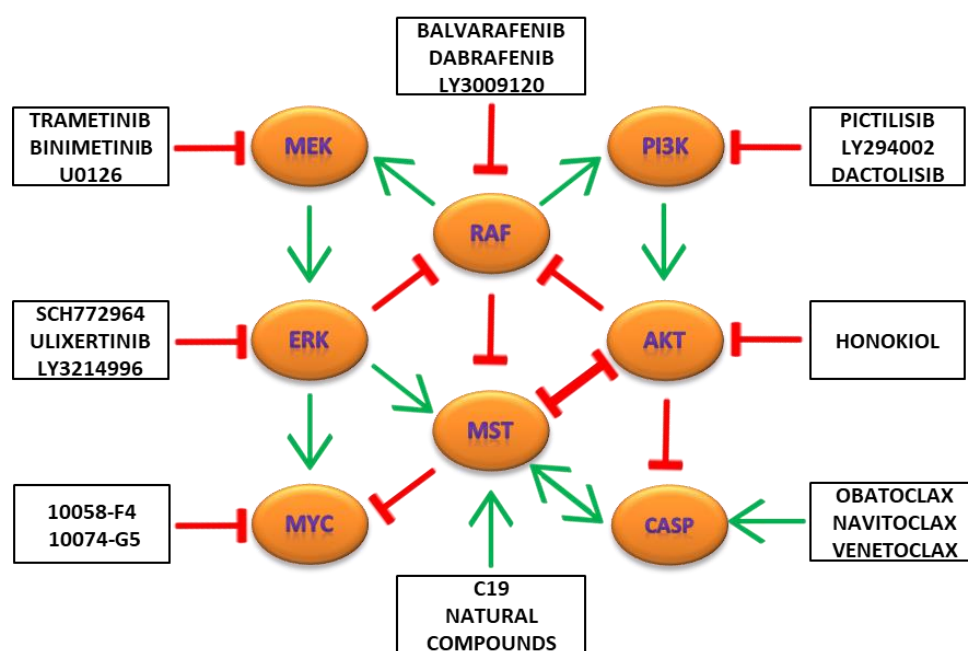 BALVARAFENIB
DABRAFENIB
LY3009120
TRAMETINIB
BINIMETINIB
U0126
MEK
PI3K
PICTILISIB
LY294002
DACTOLISIB
RAF
SCH772964
ULIXERTINIB
LY3214996
ERK
AKT
HONOKIOL
MST
10058-F4
10074-G5
MYC
CASP
OBATOCLAX
NAVITOCLAX
VENETOCLAX
C19
NATURAL
COMPOUNDS